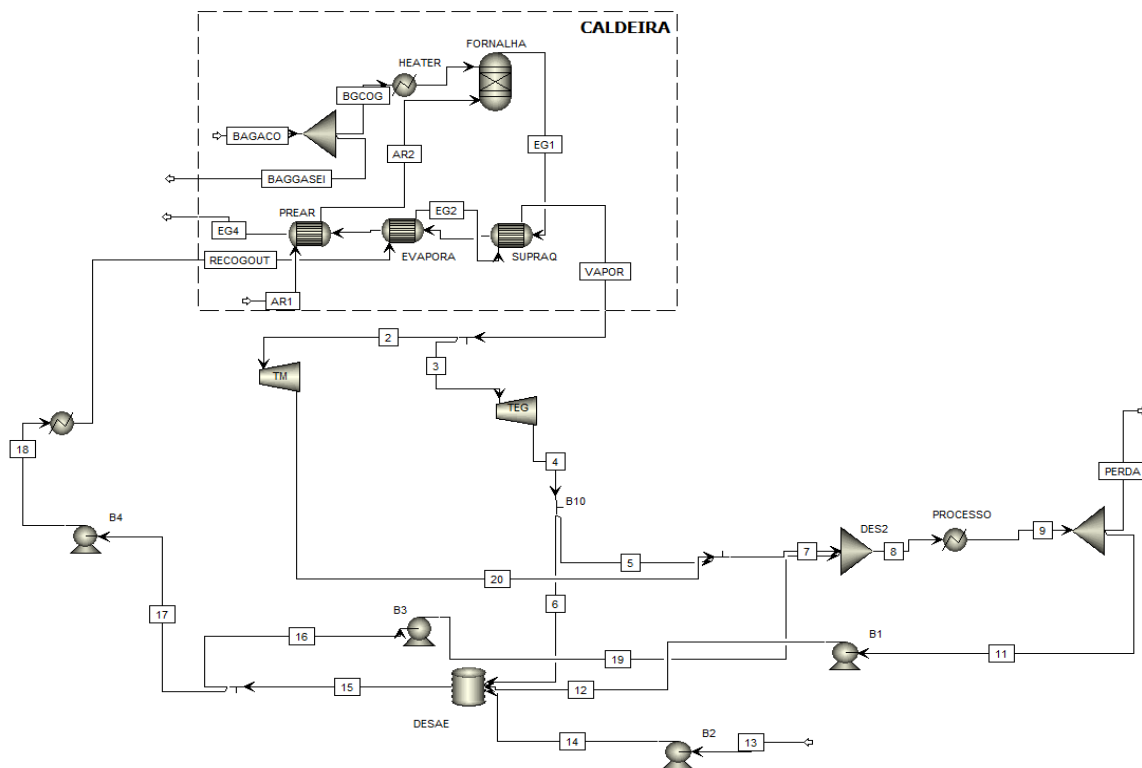 CALDEIRA
FORNALHA
HEATER
BGCOG
BAGACO
EG1
AR2
BAGGASEI
PREAR
EG2
EG4
EVAPORA
SUPRAQ
RECOGOUT
VAPOR
AR1
2
3
TM
TEG
18
4
PERDA
B10
B4
DES2
PROCESSO
9
7
8
5
20
6
17
B3
16
B1
19
11
15
12
DESAE
14
B2
13